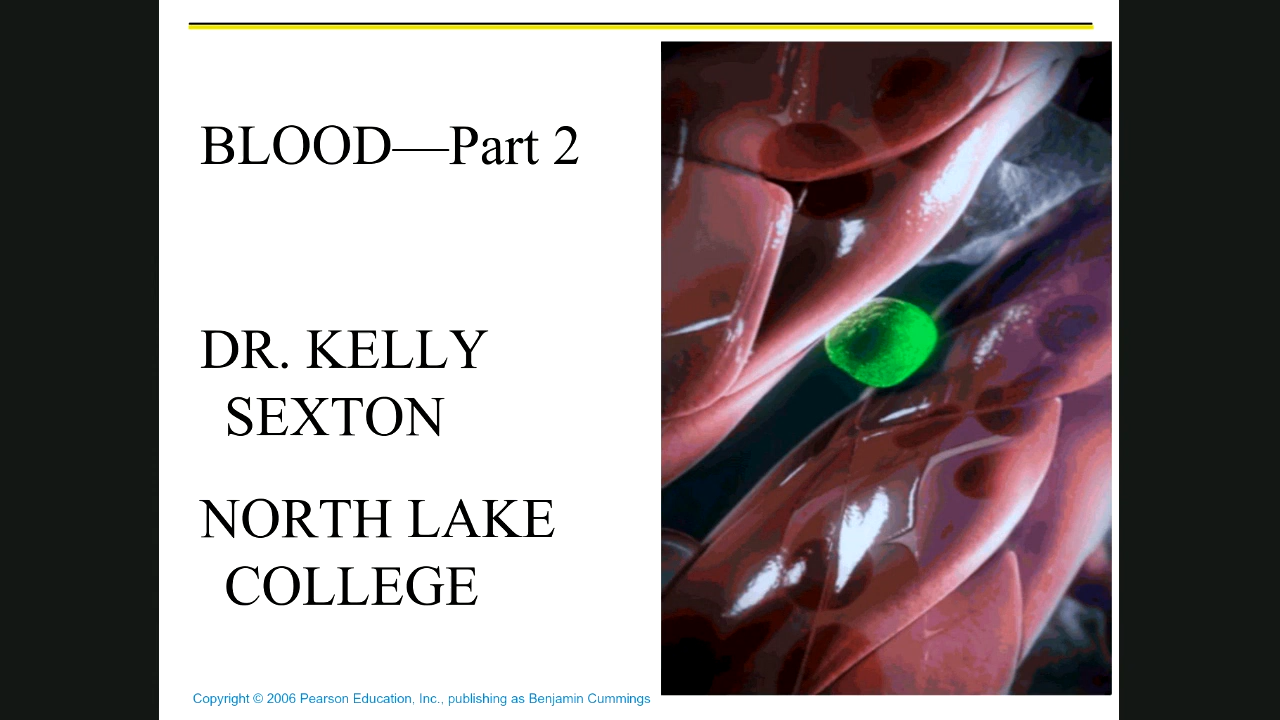 BLOOD—Part 2
DR. KELLY
SEXTON
NORTH LAKE
COLLEGE
Copyright © 2006 Pearson Education, Inc., publishing as Benjamin Cummings